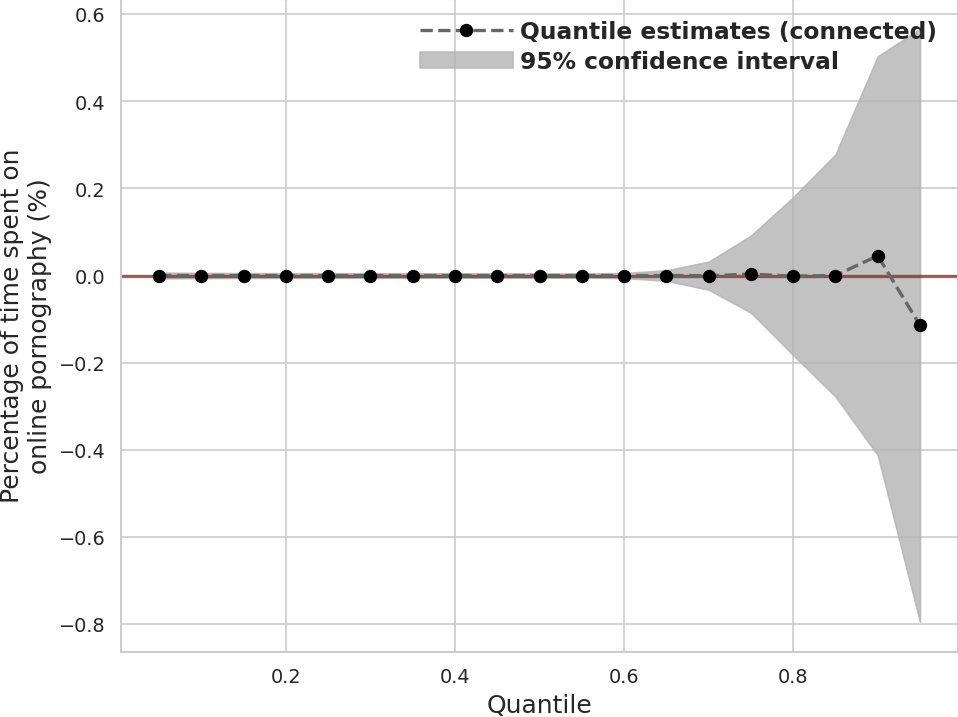 0.6
0.4
0.2
0.0
−0.2
−0.4
−0.6
−0.8
Percentage of time spent on
online pornography (%)
Quantile estimates (connected)
95% confidence interval
0.2
0.4
0.6
0.8
Quantile